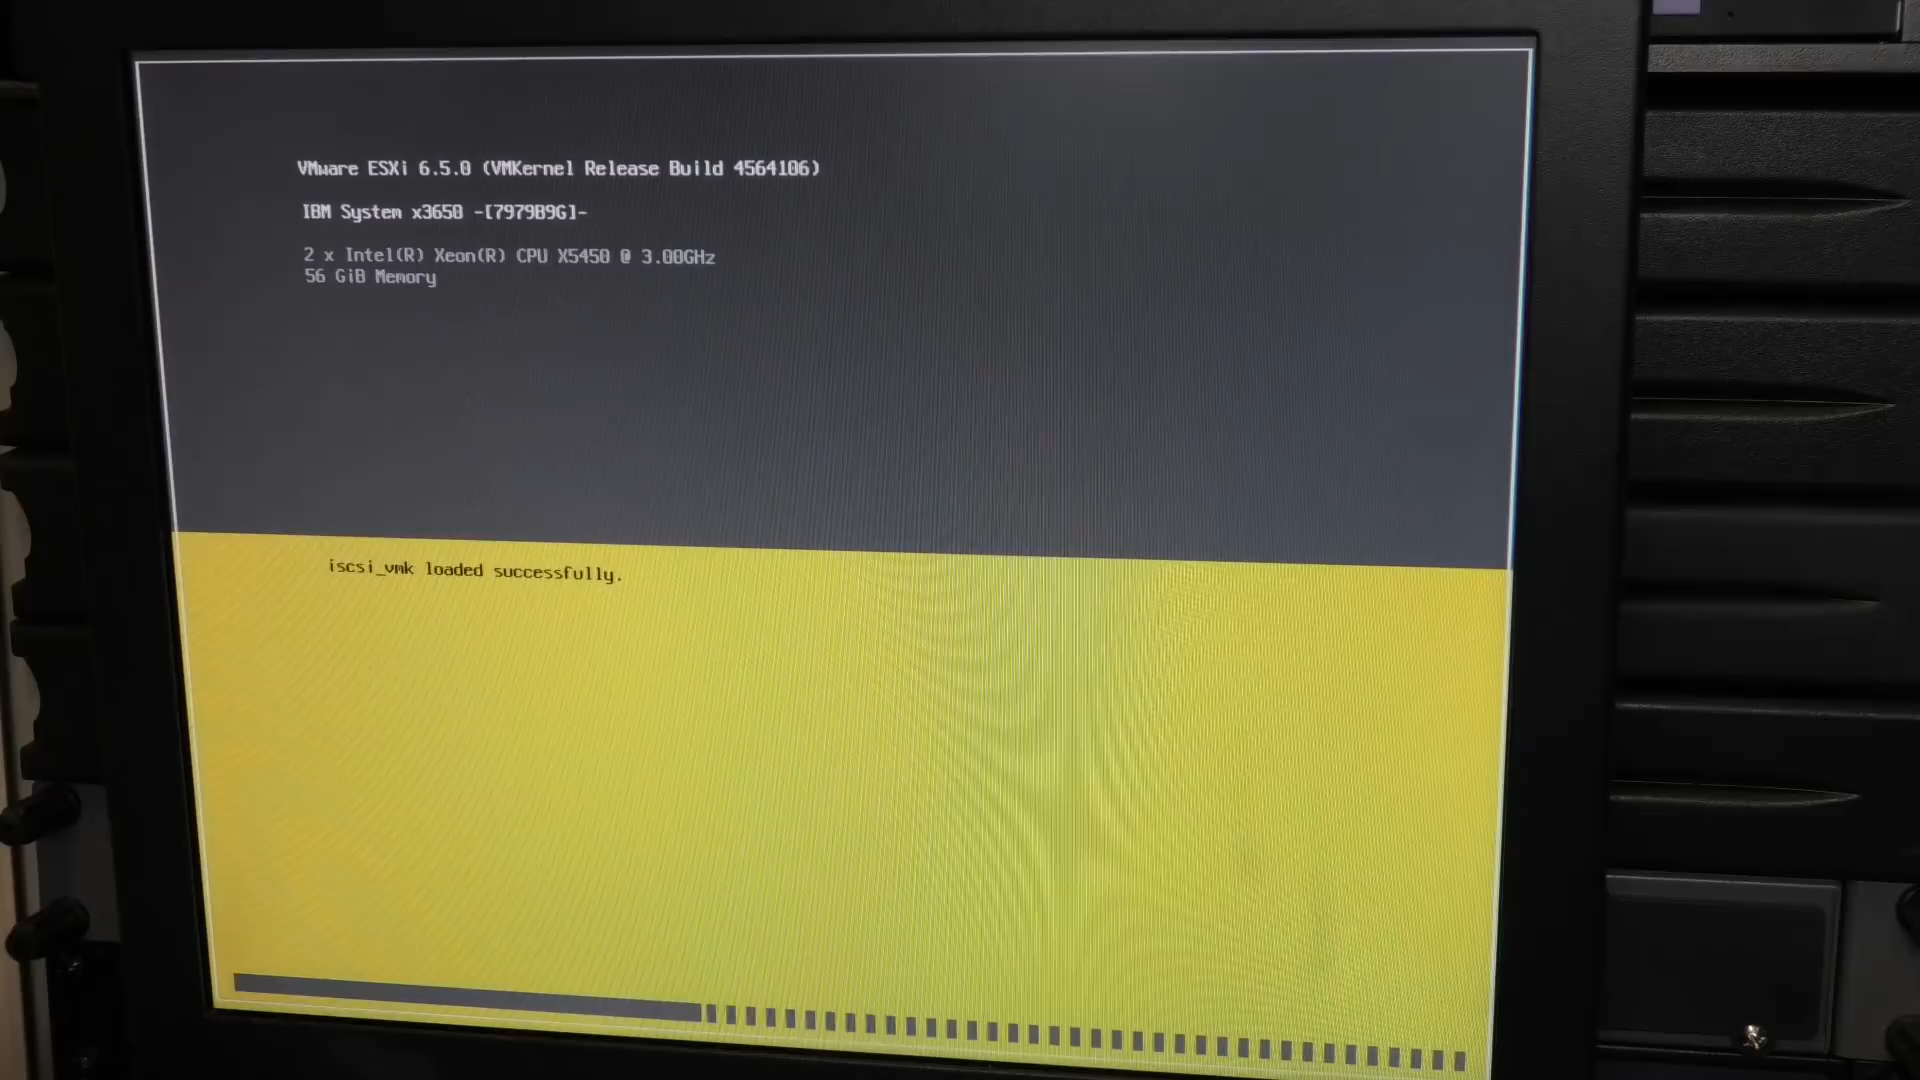 VMware ESXi 6.5.0 (VMKernel Release Build 4564106)
IBM System x3650 -[7979B9G]-
2 x Intel(R) Xeon(R) CPU X5450 @ 3.00GHz
56 GiB Memory
iscsi_vmk loaded successfully.